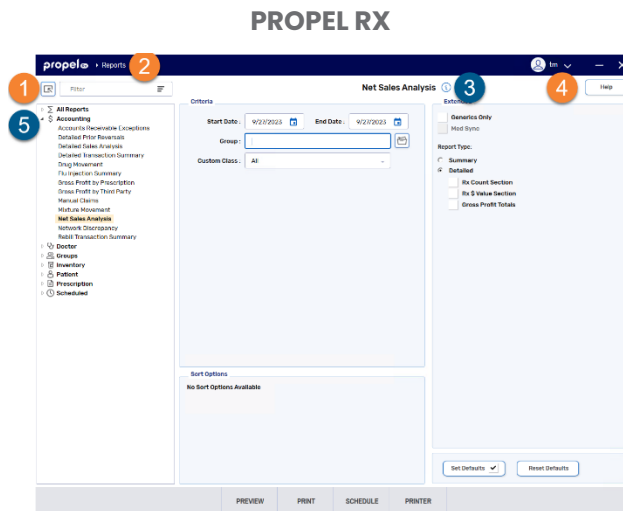 PROPEL RX
propel rx Reports 2 tm
1 Filter Net Sales Analysis 3 4 Help
5
All Reports
Accounting
Accounts Receivable Exceptions
Detailed Prior Reversals
Detailed Sales Analysis
Detailed Transaction Summary
Drug Movement
Flu Injection Summary
Gross Profit by Prescription
Gross Profit by Third Party
Manual Claims
Mixture Movement
Net Sales Analysis
Network Discrepancy
Rebill Transaction Summary
Doctor
Groups
Inventory
Patient
Prescription
Scheduled
Criteria
Start Date: 9/27/2023 End Date: 9/27/2023
Group:
Custom Class: All
Sort Options
No Sort Options Available
Generics Only
Med Sync
Report Type:
Summary
Detailed
Rx Count Section
Rx $ Value Section
Gross Profit Totals
Set Defaults Reset Defaults
PREVIEW PRINT SCHEDULE PRINTER